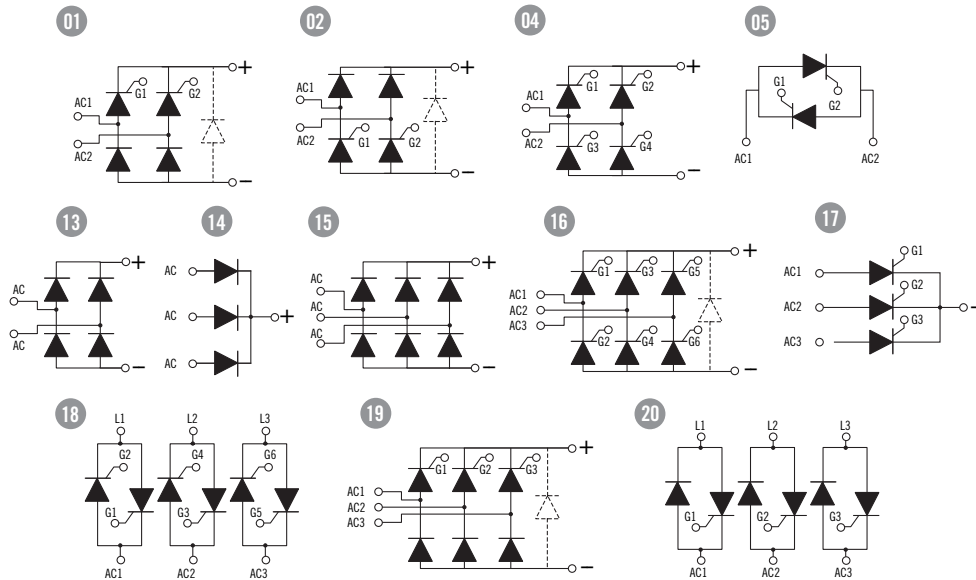 01
02
04
05
G1 G2 +
AC1
AC2
−
+
AC1
AC2 G1 G2
−
G1 G2 +
AC1
AC2 G3 G4
−
G1
G2
AC1 AC2
13
14
15
16
17
+
AC
AC
−
AC
AC +
AC
+
AC
AC
AC
−
G1 G3 G5 +
AC1
AC2
AC3
G2 G4 G6
−
G1
AC1
G2
AC2 −
G3
AC3
18
19
20
L1 L2 L3
G2 G4 G6
G1 G3 G5
AC1 AC2 AC3
G1 G2 G3 +
AC1
AC2
AC3
−
L1 L2 L3
G1 G2 G3
AC1 AC2 AC3